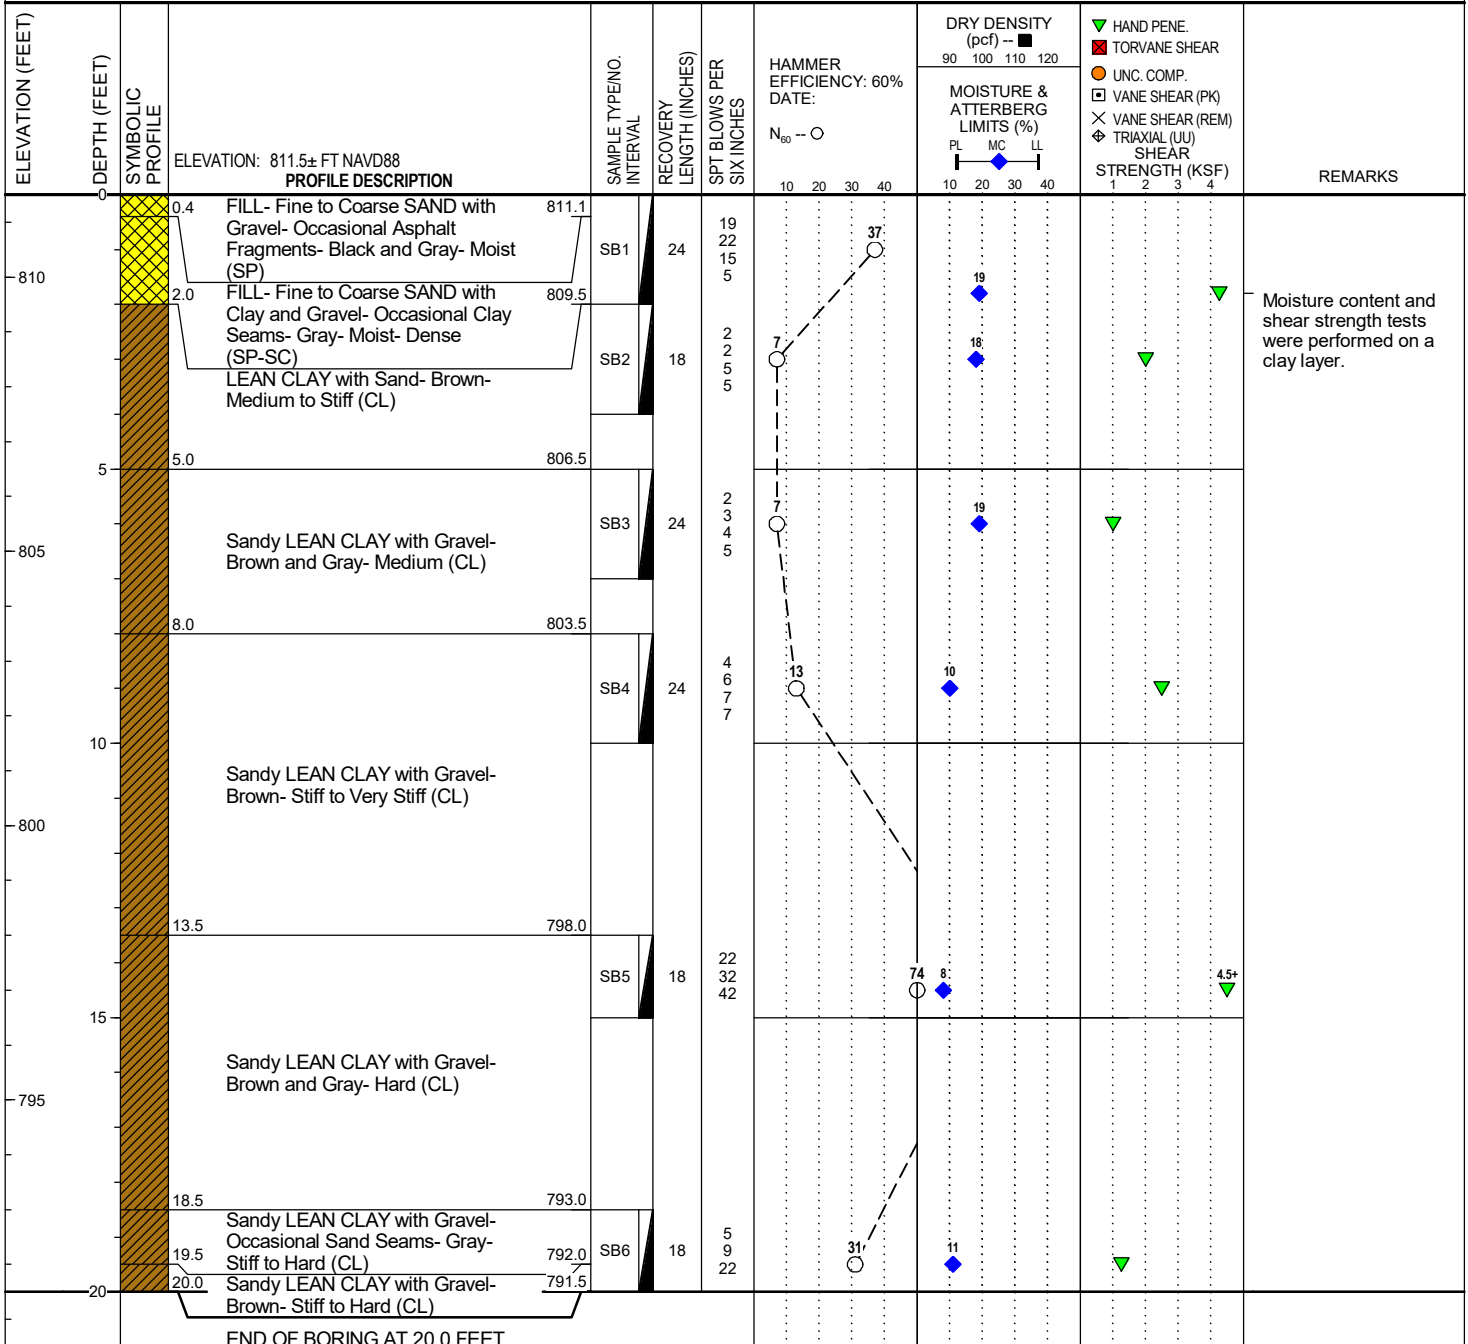 ELEVATION (FEET)
DEPTH (FEET)
SYMBOLIC
PROFILE
ELEVATION: 811.5± FT NAVD88
PROFILE DESCRIPTION
SAMPLE TYPE/NO.
INTERVAL
RECOVERY
LENGTH (INCHES)
SPT BLOWS PER
SIX INCHES
HAMMER
EFFICIENCY: 60%
DATE:
N60 -- 
10 20 30 40
DRY DENSITY
(pcf) -- 
90 100 110 120
MOISTURE &
ATTERBERG
LIMITS (%)
PL MC LL
10 20 30 40
HAND PENE.
TORVANE SHEAR
UNC. COMP.
VANE SHEAR (PK)
VANE SHEAR (REM)
TRIAXIAL (UU)
SHEAR
STRENGTH (KSF)
1 2 3 4
REMARKS
0
0.4 FILL- Fine to Coarse SAND with 811.1
Gravel- Occasional Asphalt
Fragments- Black and Gray- Moist
(SP)
SB1
24
19
22
15
5
37
810
19
2.0 FILL- Fine to Coarse SAND with 809.5
Clay and Gravel- Occasional Clay
Seams- Gray- Moist- Dense
(SP-SC)
Moisture content and
shear strength tests
were performed on a
clay layer.
SB2
18
2
2
5
5
7
18
LEAN CLAY with Sand- Brown-
Medium to Stiff (CL)
5.0 806.5
5
SB3
24
2
3
4
5
7
19
Sandy LEAN CLAY with Gravel-
Brown and Gray- Medium (CL)
805
8.0 803.5
SB4
24
4
6
7
7
13
10
10
Sandy LEAN CLAY with Gravel-
Brown- Stiff to Very Stiff (CL)
800
13.5 798.0
SB5
18
22
32
42
74
8
4.5+
15
Sandy LEAN CLAY with Gravel-
Brown and Gray- Hard (CL)
795
18.5 793.0
Sandy LEAN CLAY with Gravel-
Occasional Sand Seams- Gray-
Stiff to Hard (CL)
19.5 792.0
SB6
18
5
9
22
31
11
20
20.0 Sandy LEAN CLAY with Gravel- 791.5
Brown- Stiff to Hard (CL)
END OF BORING AT 20.0 FEET